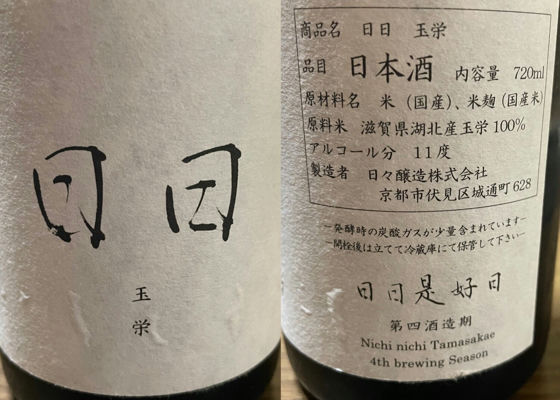 日日
玉
栄
商品名 日日 玉栄
品目 日本酒 内容量 720ml
原材料名 米（国産）、米麹（国産米）
原料米 滋賀県湖北産玉栄100%
アルコール分 11度
製造者 日々醸造株式会社
京都市伏見区城通町628
―発酵時の炭酸ガスが少量含まれています―
―開栓後は立てて冷蔵庫にて保管して下さい―
日日是好日
第四酒造期
Nichi nichi Tamasakae
4th brewing Season